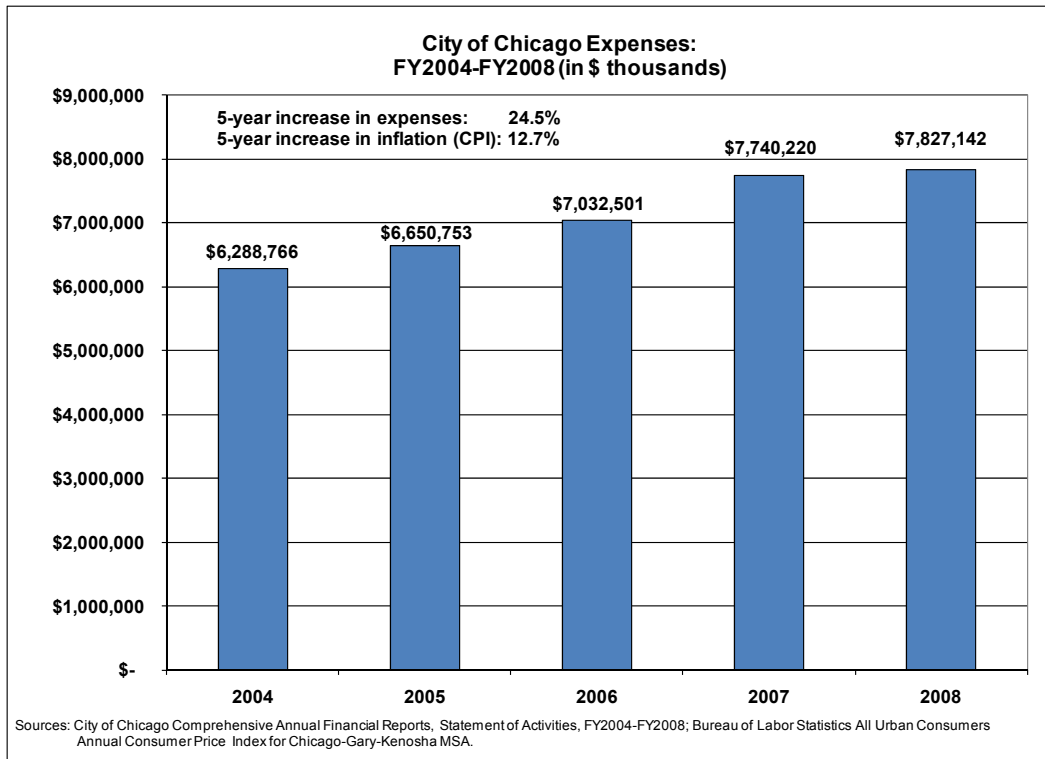 City of Chicago Expenses:
FY2004-FY2008 (in $ thousands)
$9,000,000
5-year increase in expenses: 24.5%
5-year increase in inflation (CPI): 12.7%
$8,000,000
$7,740,220
$7,827,142
$7,032,501
$7,000,000
$6,650,753
$6,288,766
$6,000,000
$5,000,000
$4,000,000
$3,000,000
$2,000,000
$1,000,000
$-
2004 2005 2006 2007 2008
Sources: City of Chicago Comprehensive Annual Financial Reports, Statement of Activities, FY2004-FY2008; Bureau of Labor Statistics All Urban Consumers
Annual Consumer Price Index for Chicago-Gary-Kenosha MSA.